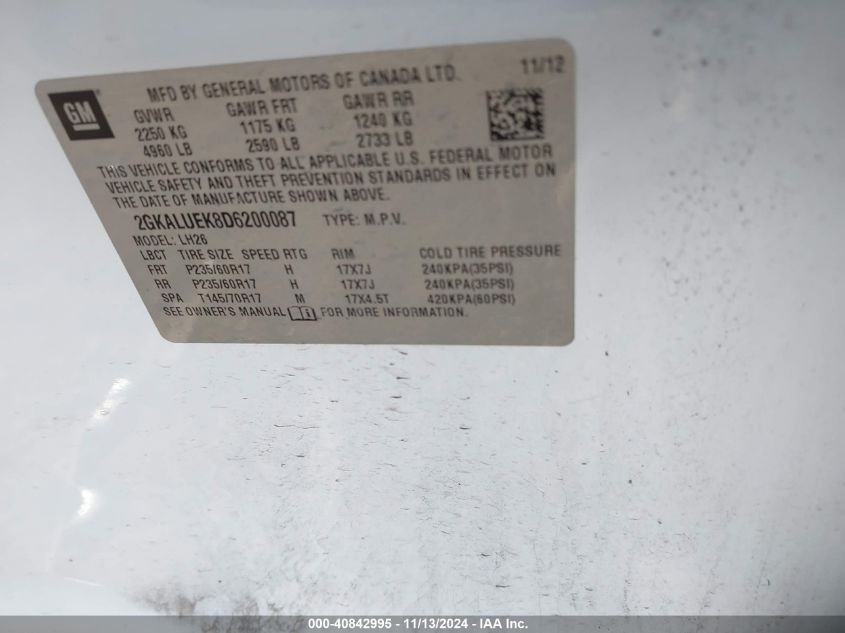 GM
MFD BY GENERAL MOTORS OF CANADA LTD. 11/12
GVWR GAWR FRT GAWR RR
2250 KG 1175 KG 1240 KG
4960 LB 2590 LB 2733 LB
THIS VEHICLE CONFORMS TO ALL APPLICABLE U.S. FEDERAL MOTOR
VEHICLE SAFETY AND THEFT PREVENTION STANDARDS IN EFFECT ON
THE DATE OF MANUFACTURE SHOWN ABOVE.
2GKALUEK8D6200087 TYPE: M.P.V.
MODEL: LH26
LBCT TIRE SIZE SPEED RTG RIM COLD TIRE PRESSURE
FRT P235/60R17 H 17X7J 240KPA(35PSI)
RR P235/60R17 H 17X7J 240KPA(35PSI)
SPA T145/70R17 M 17X4.5T 420KPA(60PSI)
SEE OWNER'S MANUAL FOR MORE INFORMATION.
000-40842995 - 11/13/2024 - IAA Inc.